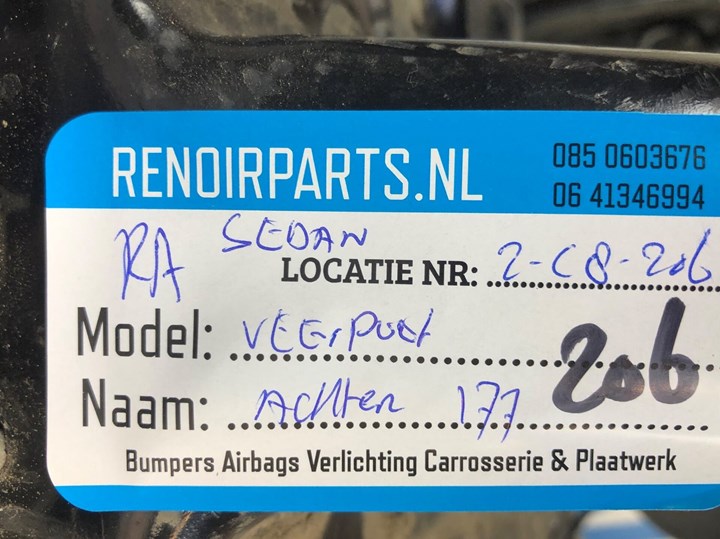 RENOIRPARTS.NL 085 0603676
06 41346994
RA SEDAN
LOCATIE NR: 2-C8-206
Model: VEErpoot
206
Naam: Achter 177
Bumpers Airbags Verlichting Carrosserie & Plaatwerk